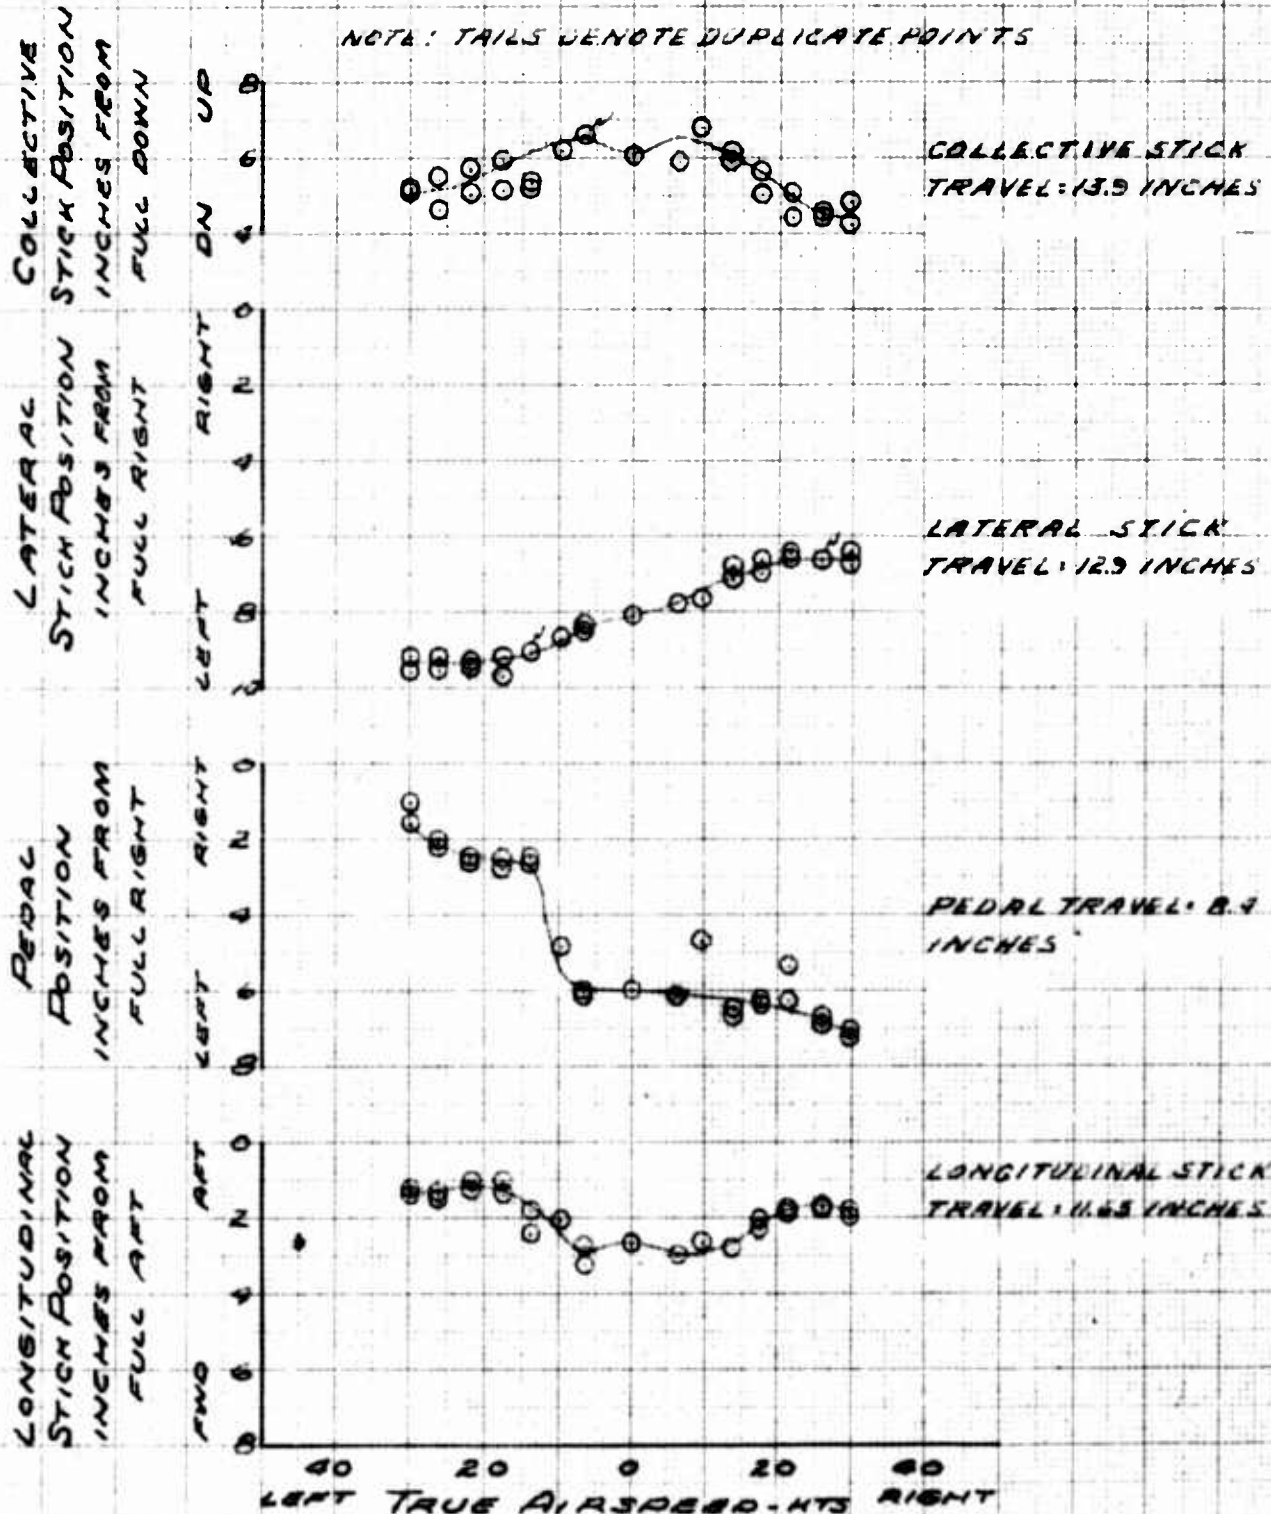 NOTE: TAILS DENOTE DUPLICATE POINTS
COLLECTIVE
STICK POSITION
INCHES FROM
FULL DOWN
DN UP
8
6
4
COLLECTIVE STICK
TRAVEL: 13.9 INCHES
LATERAL
STICK POSITION
INCHES FROM
FULL RIGHT
LEFT RIGHT
0
2
4
6
8
10
LATERAL STICK
TRAVEL: 12.9 INCHES
PEDAL
POSITION
INCHES FROM
FULL RIGHT
LEFT RIGHT
0
2
4
6
8
PEDAL TRAVEL: 8.4
INCHES
LONGITUDINAL
STICK POSITION
INCHES FROM
FULL AFT
FWD AFT
0
2
4
6
8
LONGITUDINAL STICK
TRAVEL: 11.65 INCHES
40 20 0 20 40
LEFT TRUE AIRSPEED-KTS RIGHT